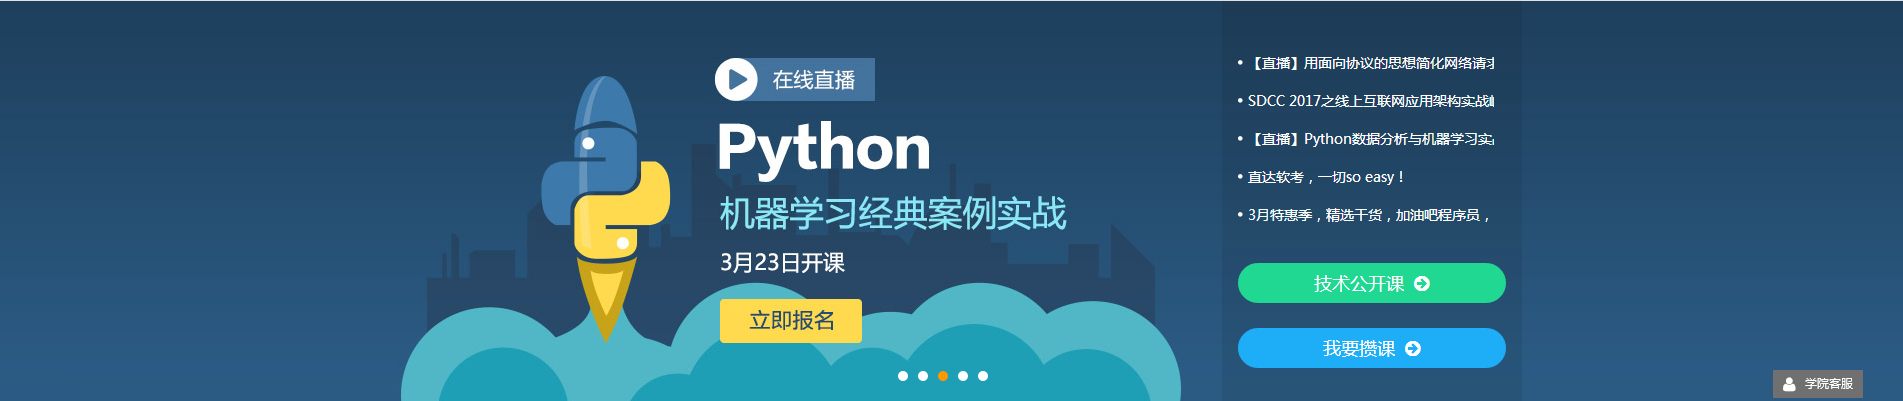 在线直播
Python
机器学习经典案例实战
3月23日开课
立即报名
• 【直播】用面向协议的思想简化网络请求
• SDCC 2017之线上互联网应用架构实战
• 【直播】Python数据分析与机器学习实
• 直达软考，一切so easy！
• 3月特惠季，精选干货，加油吧程序员，
技术公开课
我要攒课
学院客服